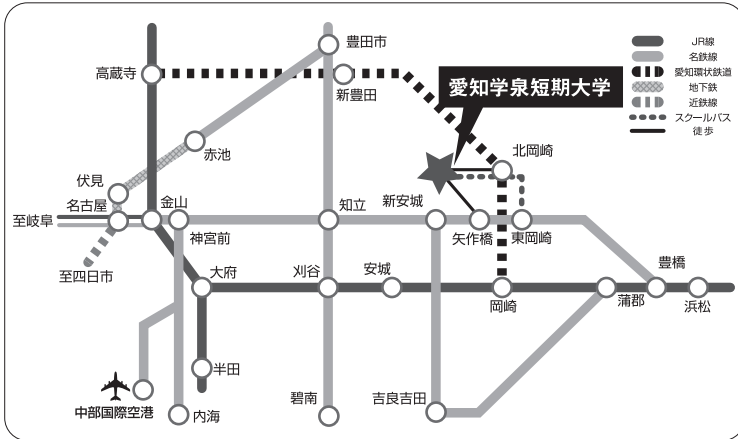 豊田市
JR線
名鉄線
愛知環状鉄道
地下鉄
近鉄線
スクールバス
徒歩
高蔵寺
新豊田
愛知学泉短期大学
赤池
北岡崎
伏見
名古屋
金山
至岐阜
神宮前
知立
新安城
矢作橋
東岡崎
至四日市
大府
刈谷
安城
岡崎
豊橋
蒲郡
浜松
半田
中部国際空港
内海
碧南
吉良吉田